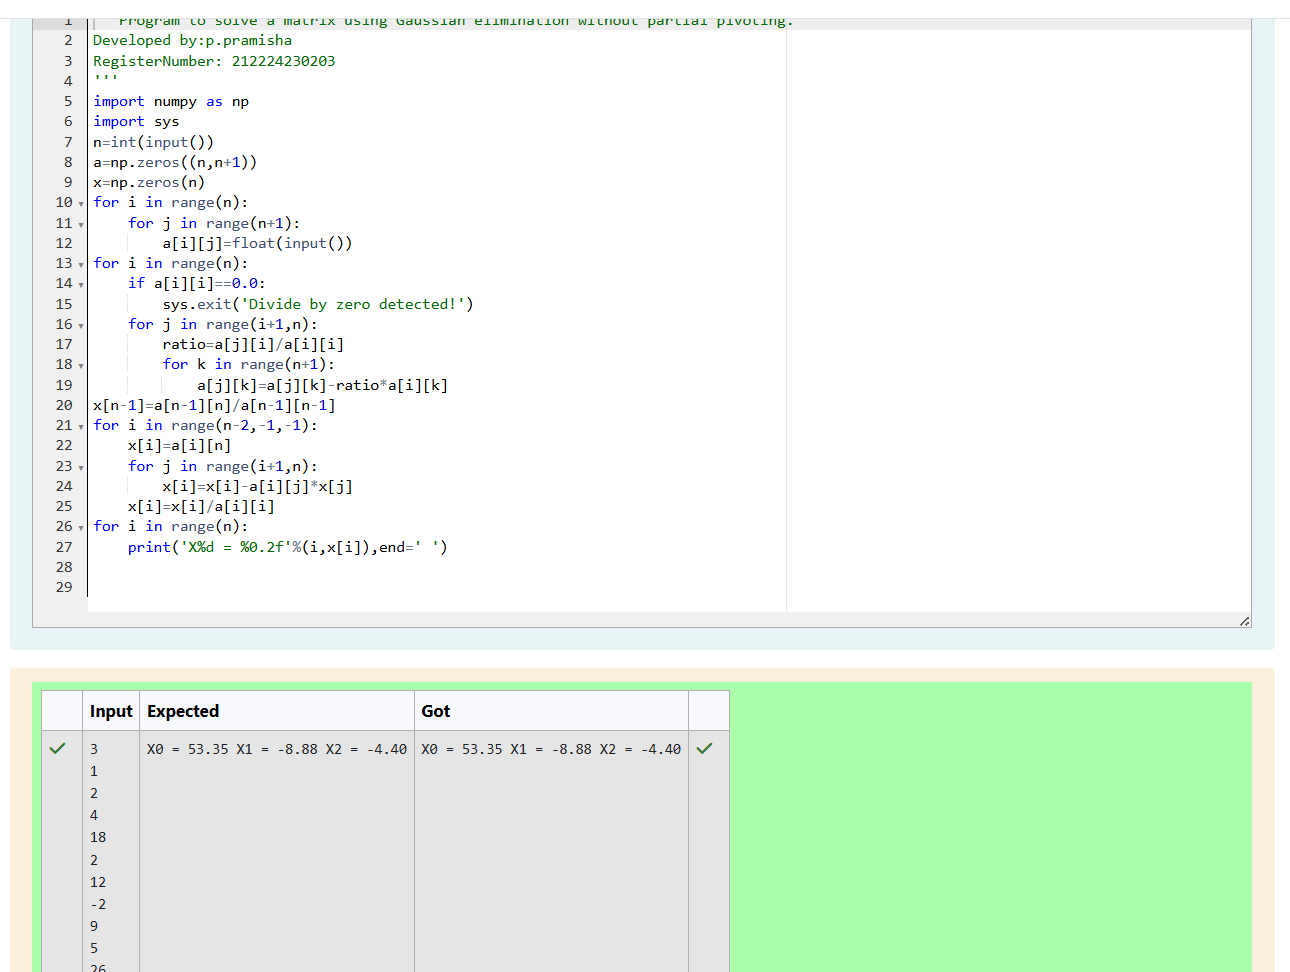 1 Program to solve a matrix using Gaussian elimination without partial pivoting.
2 Developed by:p.pramisha
3 RegisterNumber: 212224230203
4 '''
5 import numpy as np
6 import sys
7 n=int(input())
8 a=np.zeros((n,n+1))
9 x=np.zeros(n)
10 for i in range(n):
11     for j in range(n+1):
12         a[i][j]=float(input())
13 for i in range(n):
14     if a[i][i]==0.0:
15         sys.exit('Divide by zero detected!')
16     for j in range(i+1,n):
17         ratio=a[j][i]/a[i][i]
18         for k in range(n+1):
19             a[j][k]=a[j][k]-ratio*a[i][k]
20 x[n-1]=a[n-1][n]/a[n-1][n-1]
21 for i in range(n-2,-1,-1):
22     x[i]=a[i][n]
23     for j in range(i+1,n):
24         x[i]=x[i]-a[i][j]*x[j]
25     x[i]=x[i]/a[i][i]
26 for i in range(n):
27     print('X%d = %0.2f'%(i,x[i]),end=' ')
28
29
Input Expected Got
3 X0 = 53.35 X1 = -8.88 X2 = -4.40 X0 = 53.35 X1 = -8.88 X2 = -4.40
1
2
4
18
2
12
-2
9
5
26